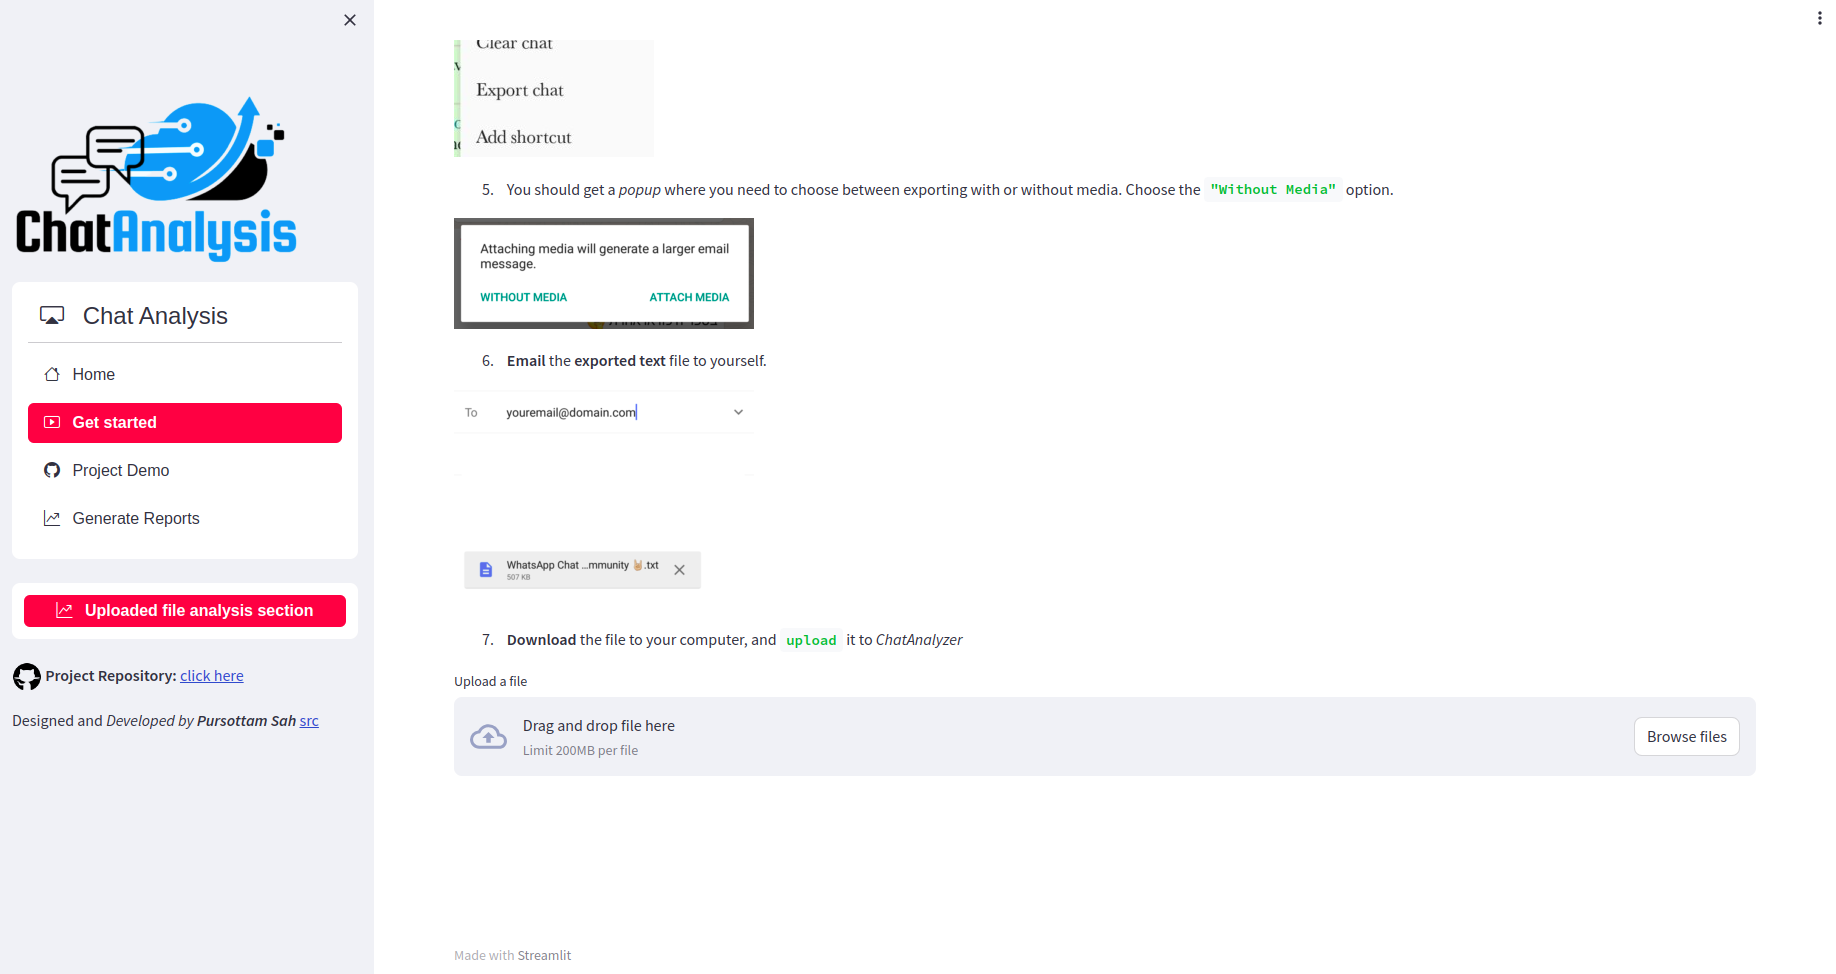 ChatAnalysis
Chat Analysis
Home
Get started
Project Demo
Generate Reports
Uploaded file analysis section
Project Repository: click here
Designed and Developed by Pursottam Sah src
Clear chat
Export chat
Add shortcut
5. You should get a popup where you need to choose between exporting with or without media. Choose the "Without Media" option.
Attaching media will generate a larger email
message.
WITHOUT MEDIA ATTACH MEDIA
6. Email the exported text file to yourself.
To youremail@domain.com
WhatsApp Chat ...mmunity 🤘🏼.txt
507 KB
7. Download the file to your computer, and upload it to ChatAnalyzer
Upload a file
Drag and drop file here
Limit 200MB per file
Browse files
Made with Streamlit